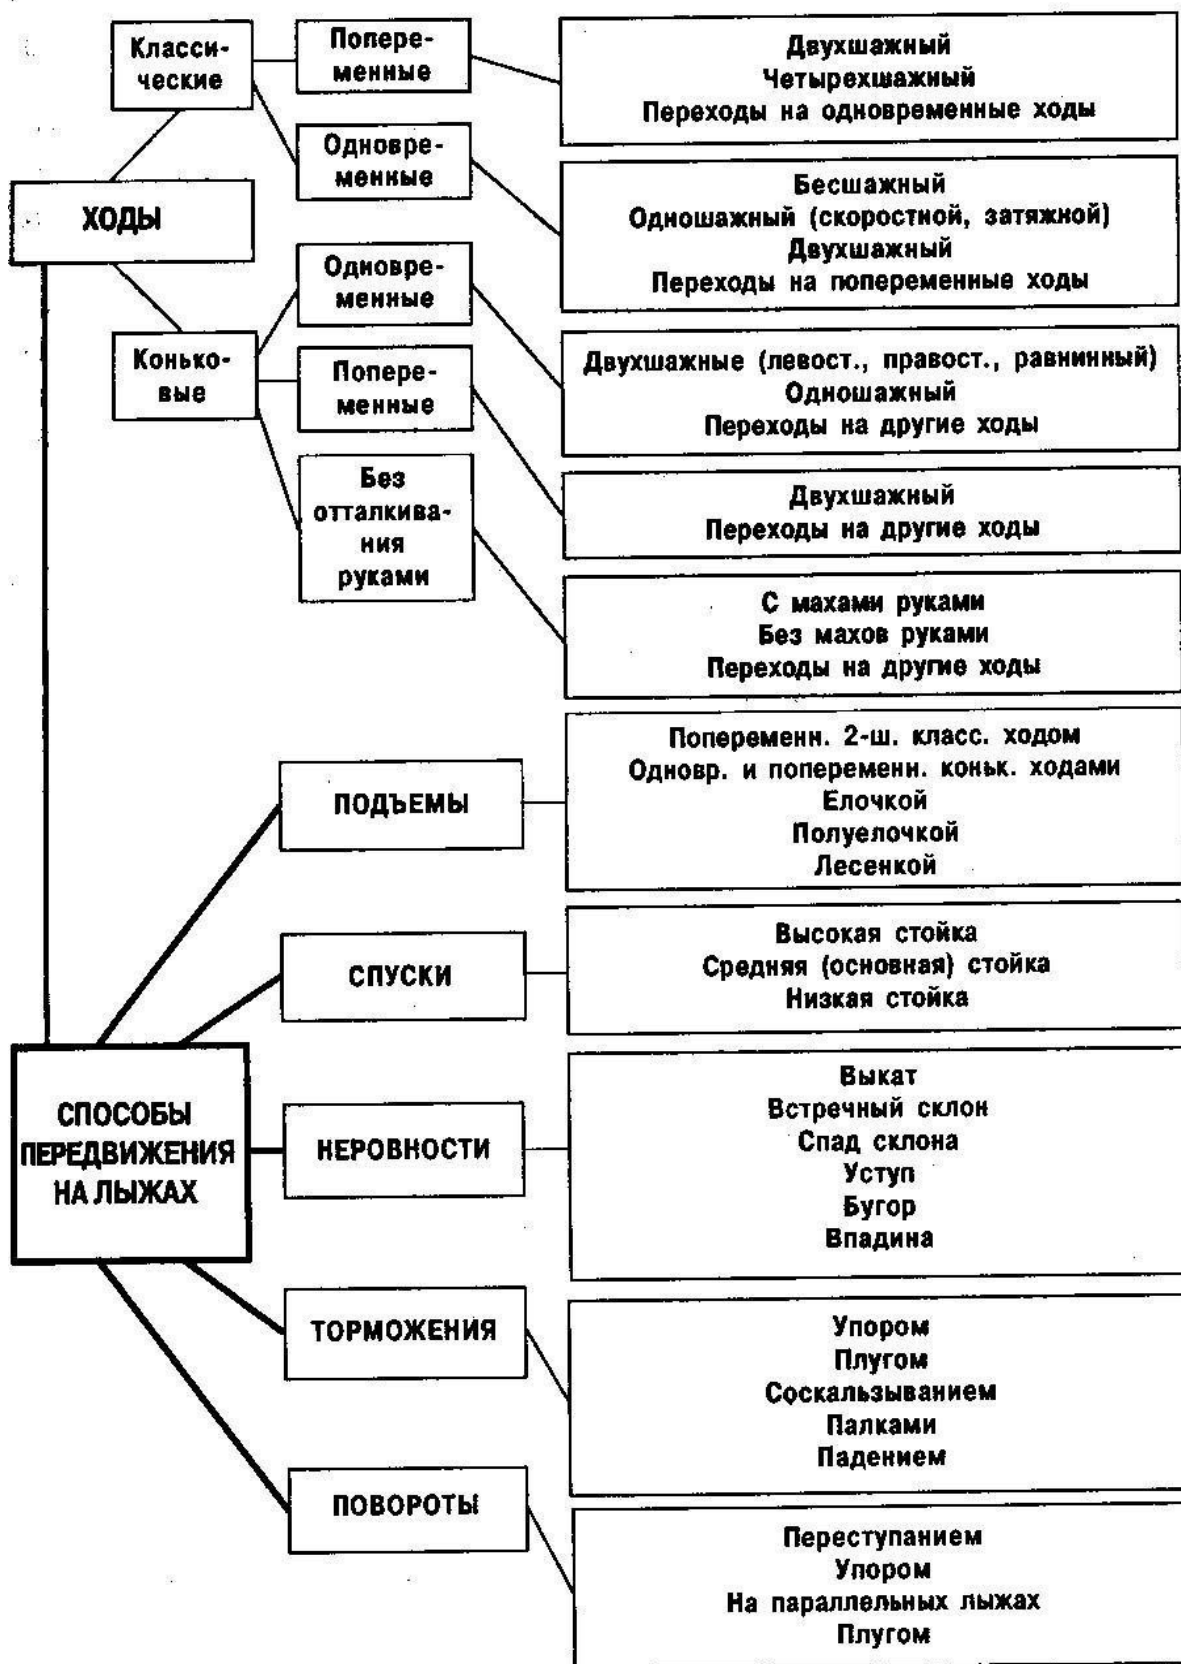 Класси-
ческие
Попере-
менные
Двухшажный
Четырехшажный
Переходы на одновременные ходы
Одновре-
менные
Бесшажный
Одношажный (скоростной, затяжной)
Двухшажный
Переходы на попеременные ходы
ХОДЫ
Конько-
вые
Одновре-
менные
Двухшажные (левост., правост., равнинный)
Одношажный
Переходы на другие ходы
Попере-
менные
Двухшажный
Переходы на другие ходы
Без
отталкива-
ния
руками
С махами руками
Без махов руками
Переходы на другие ходы
ПОДЪЕМЫ
Попеременн. 2-ш. класс. ходом
Одновр. и попеременн. коньк. ходами
Елочкой
Полуелочкой
Лесенкой
СПУСКИ
Высокая стойка
Средняя (основная) стойка
Низкая стойка
СПОСОБЫ
ПЕРЕДВИЖЕНИЯ
НА ЛЫЖАХ
НЕРОВНОСТИ
Выкат
Встречный склон
Спад склона
Уступ
Бугор
Впадина
ТОРМОЖЕНИЯ
Упором
Плугом
Соскальзыванием
Палками
Падением
ПОВОРОТЫ
Переступанием
Упором
На параллельных лыжах
Плугом